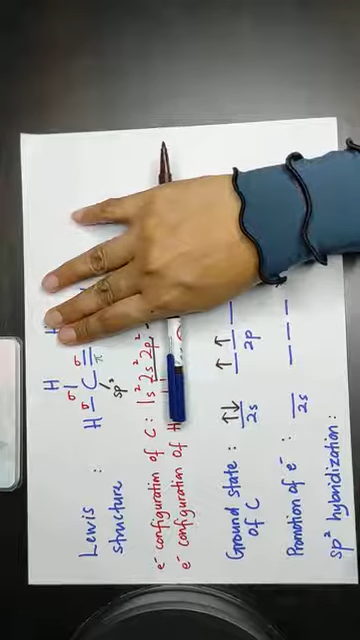 H H
σ| σ
H — C ═
σ π
sp²
Lewis structure :
e⁻ configuration of C : 1s² 2s² 2p²
e⁻ configuration of H
Ground state : ↑↓ ↑ ↑
of C 2s 2p
Promotion of e⁻ :
2s
sp² hybridization :